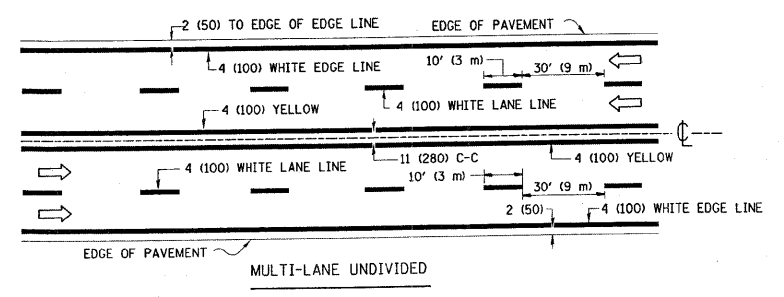 2 (50) TO EDGE OF EDGE LINE
EDGE OF PAVEMENT
4 (100) WHITE EDGE LINE
10' (3 m)
30' (9 m)
4 (100) YELLOW
4 (100) WHITE LANE LINE
℄
4 (100) WHITE LANE LINE
11 (280) C-C
4 (100) YELLOW
10' (3 m)
30' (9 m)
2 (50)
4 (100) WHITE EDGE LINE
EDGE OF PAVEMENT
MULTI-LANE UNDIVIDED